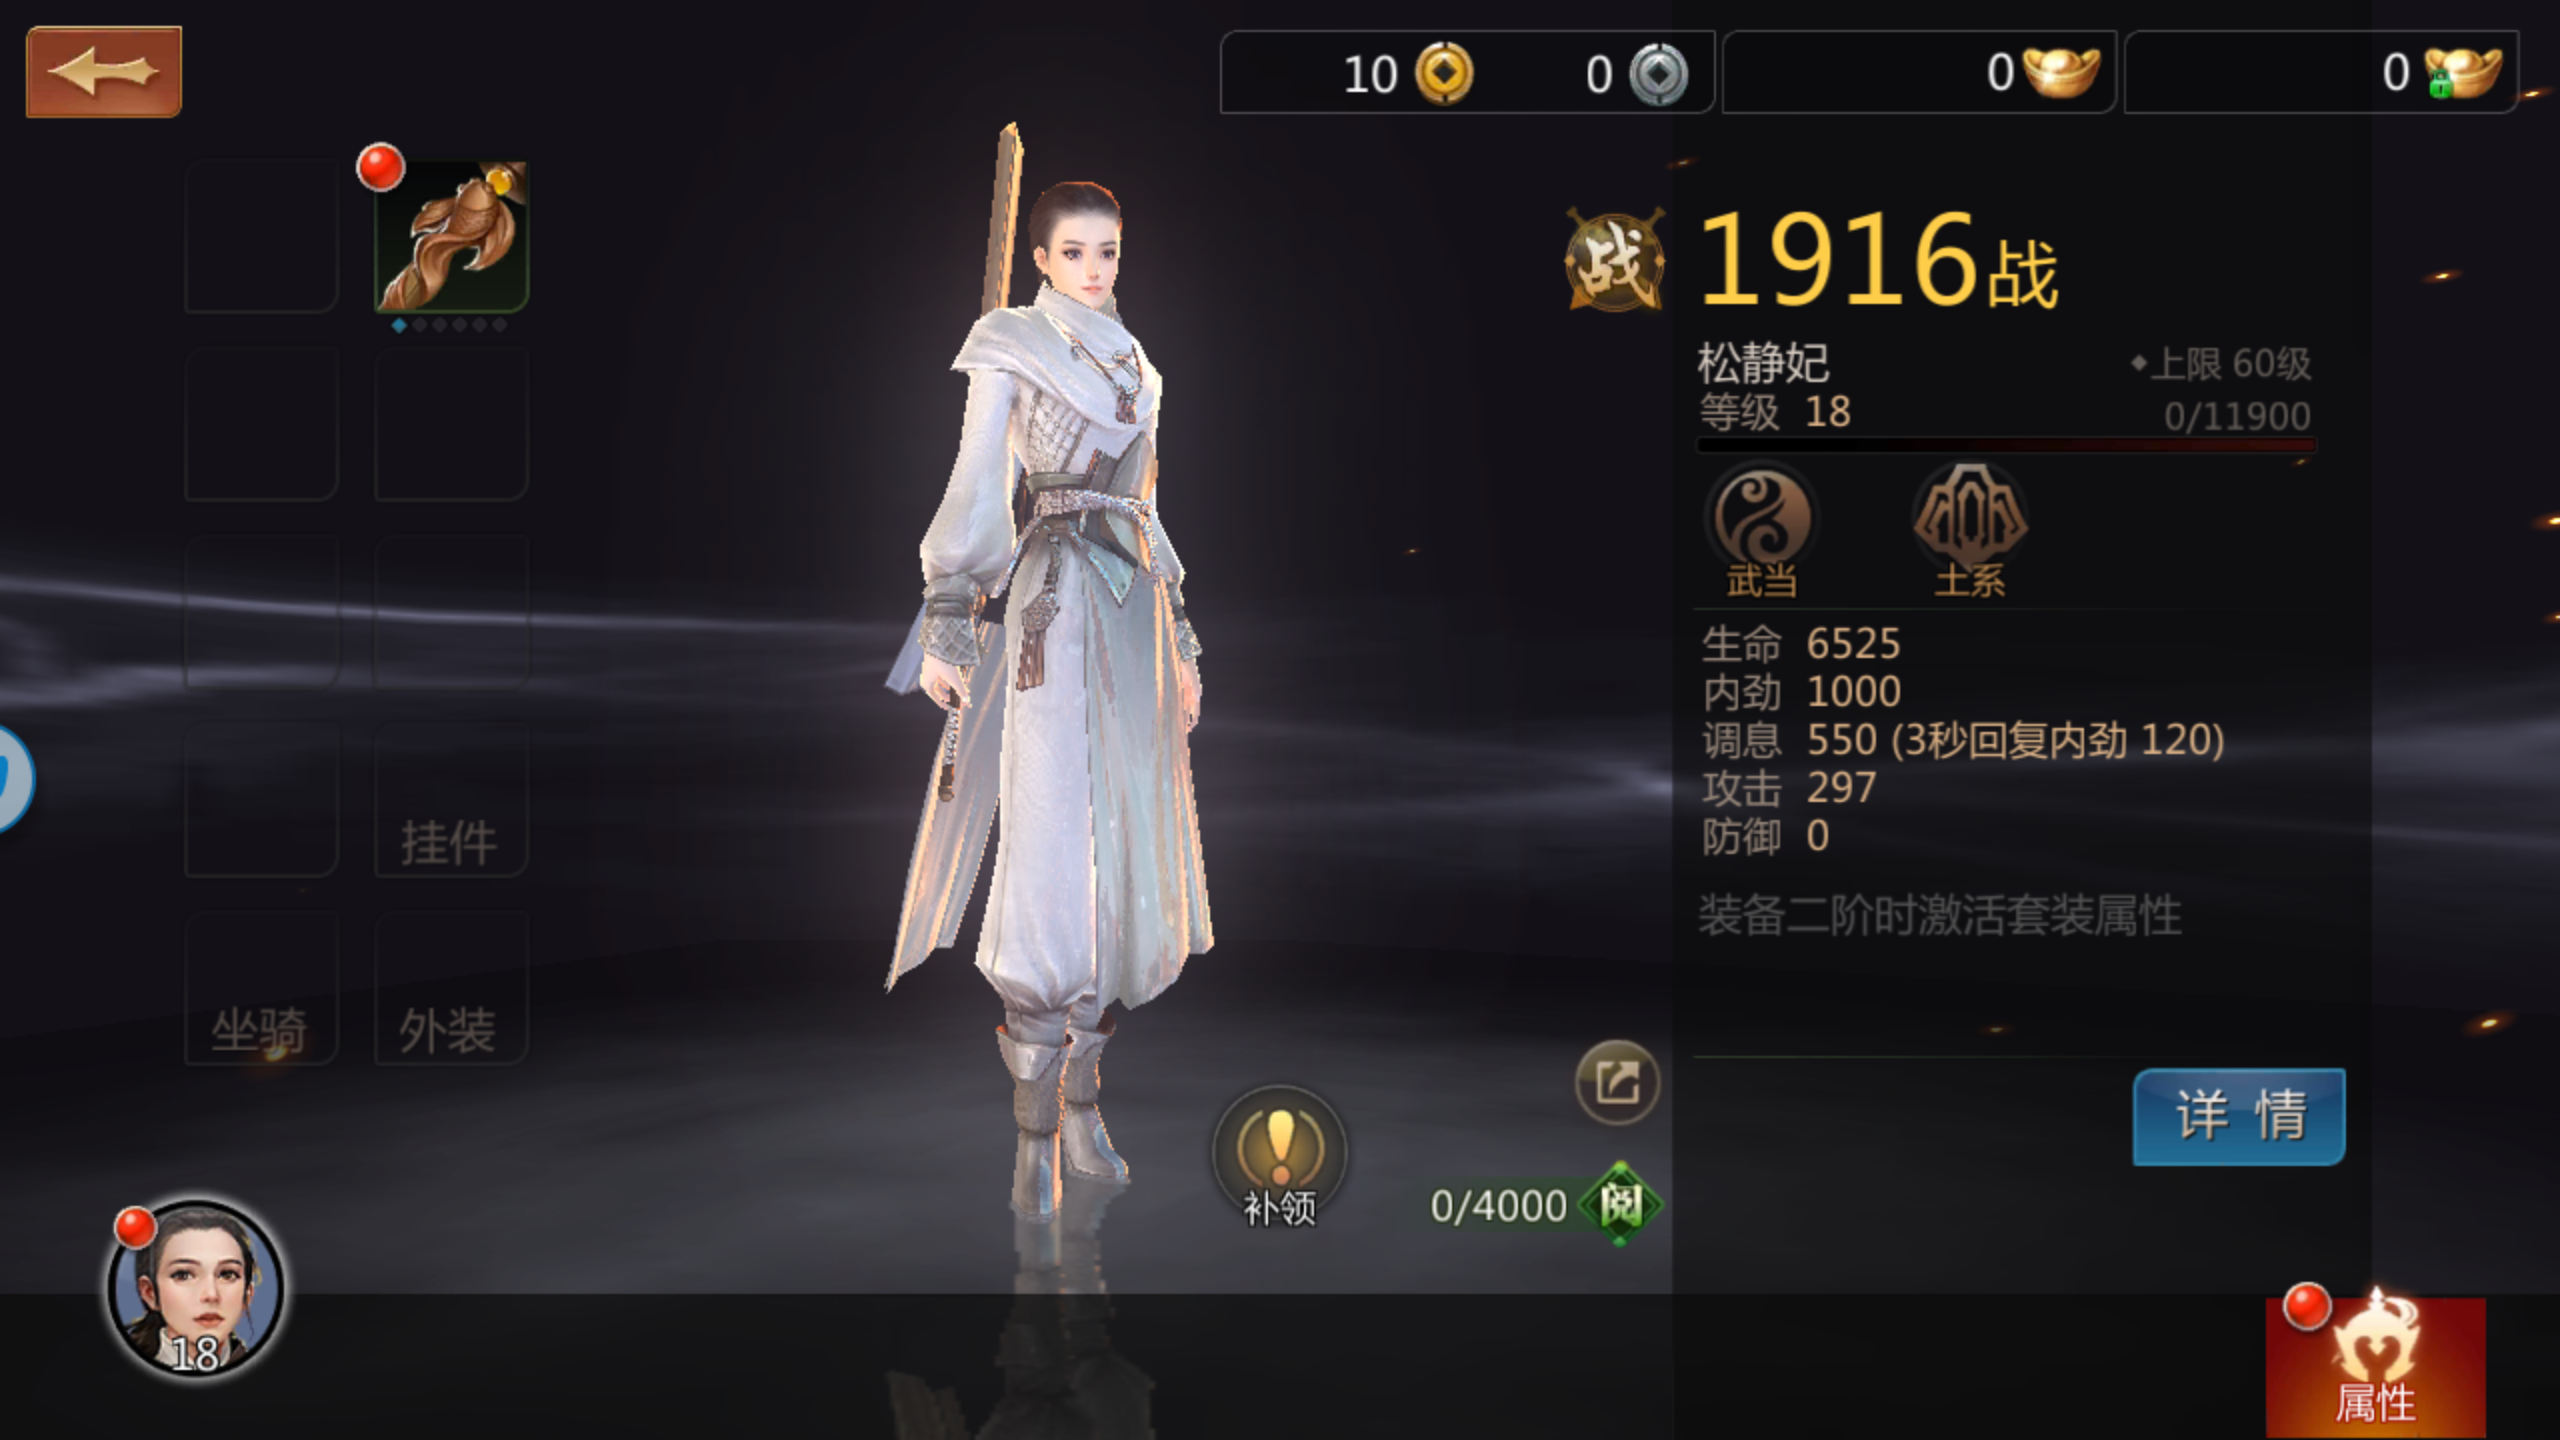 10 0 0 0
战 1916战
松静妃 ◆上限 60级
等级 18 0/11900
武当 土系
生命 6525
内劲 1000
调息 550 (3秒回复内劲 120)
攻击 297
防御 0
装备二阶时激活套装属性
挂件
坐骑 外装
详情
补领
0/4000 阅
18
属性